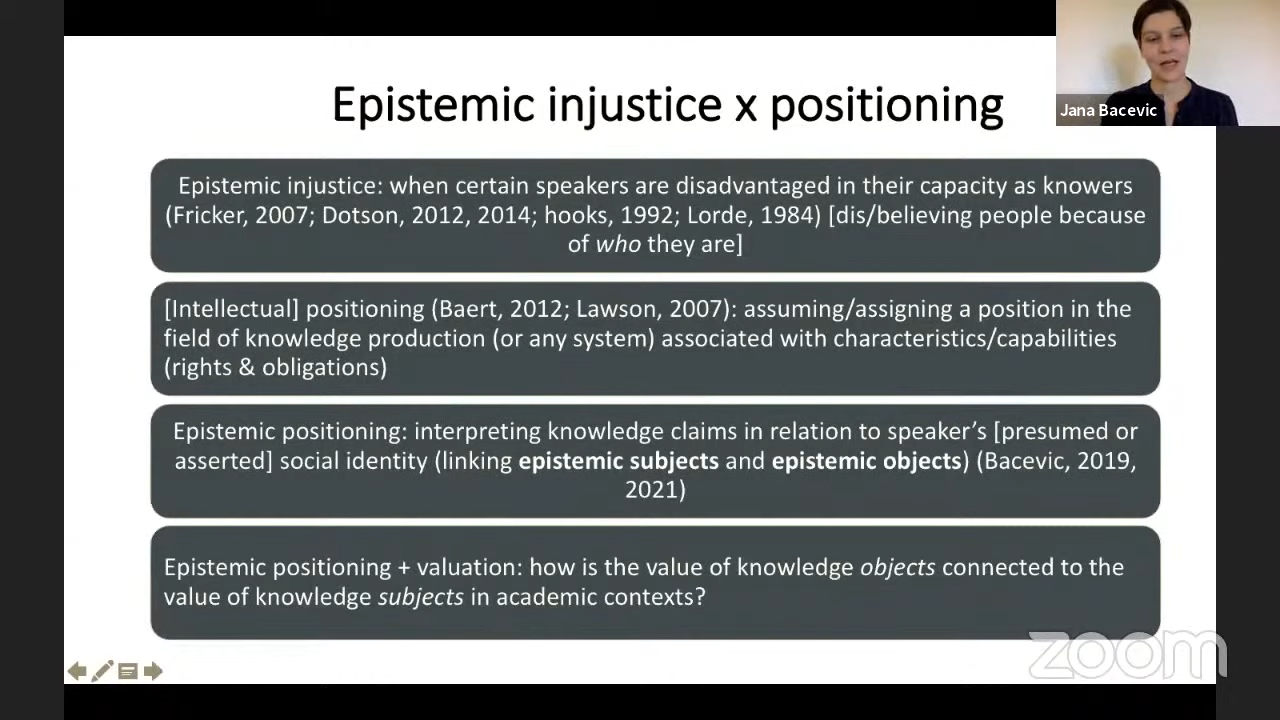 Epistemic injustice x positioning
Jana Bacevic
Epistemic injustice: when certain speakers are disadvantaged in their capacity as knowers
(Fricker, 2007; Dotson, 2012, 2014; hooks, 1992; Lorde, 1984) [dis/believing people because
of who they are]
[Intellectual] positioning (Baert, 2012; Lawson, 2007): assuming/assigning a position in the
field of knowledge production (or any system) associated with characteristics/capabilities
(rights & obligations)
Epistemic positioning: interpreting knowledge claims in relation to speaker’s [presumed or
asserted] social identity (linking epistemic subjects and epistemic objects) (Bacevic, 2019,
2021)
Epistemic positioning + valuation: how is the value of knowledge objects connected to the
value of knowledge subjects in academic contexts?
zoom